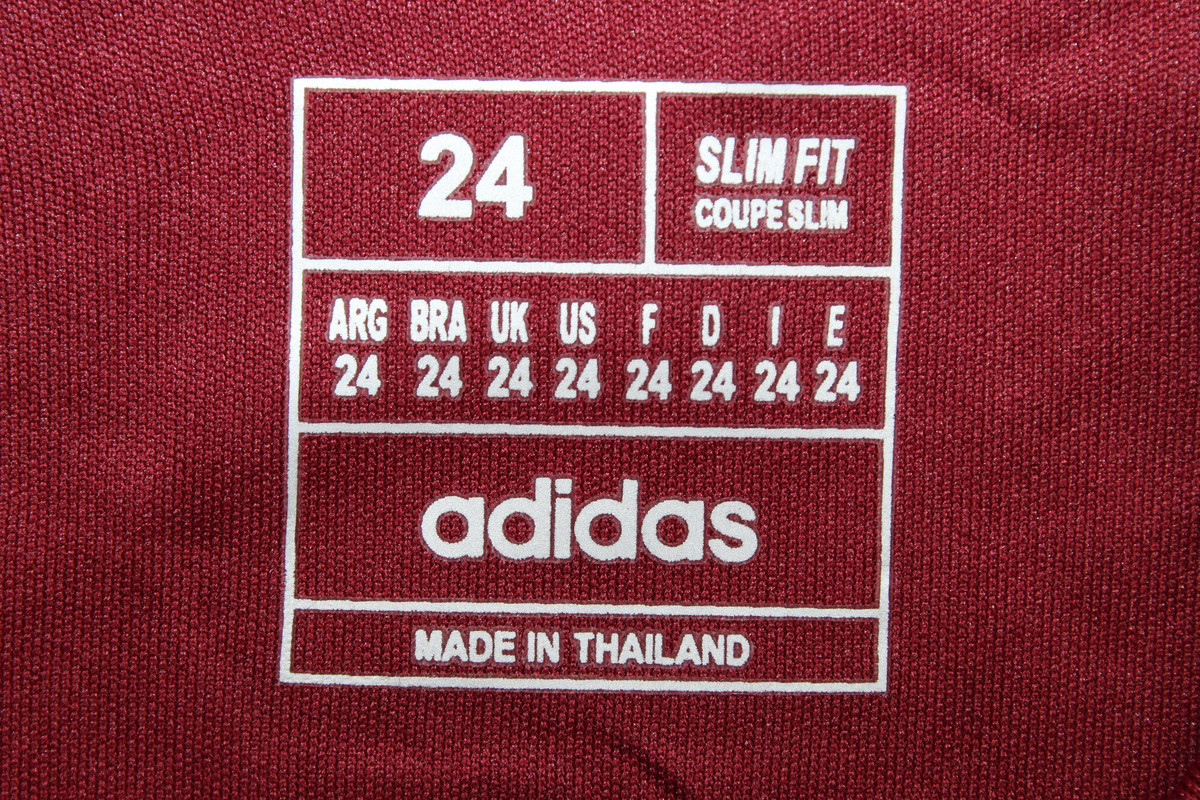 24
SLIM FIT
COUPE SLIM
ARG BRA UK US F D I E
24 24 24 24 24 24 24 24
adidas
MADE IN THAILAND